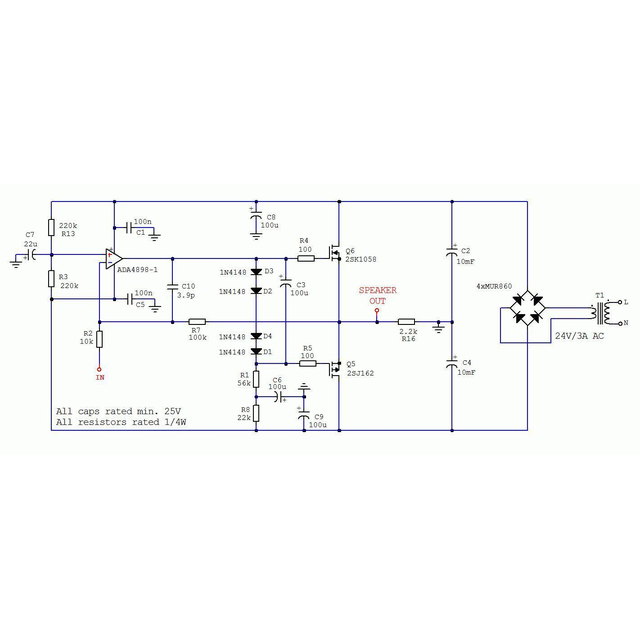 C7
22u
+
220k
R13
R3
220k
100n
C1
+
-
ADA4898-1
100n
C5
C10
3.9p
R2
10k
IN
R7
100k
+
C8
100u
1N4148
D3
1N4148
D2
+
C3
100u
1N4148
D4
1N4148
D1
R4
100
Q6
2SK1058
SPEAKER
OUT
R5
100
Q5
2SJ162
R1
56k
C6
100u
+
R8
22k
+
C9
100u
2.2k
R16
+
C2
10mF
+
C4
10mF
4xMUR860
T1
L
N
24V/3A AC
All caps rated min. 25V
All resistors rated 1/4W